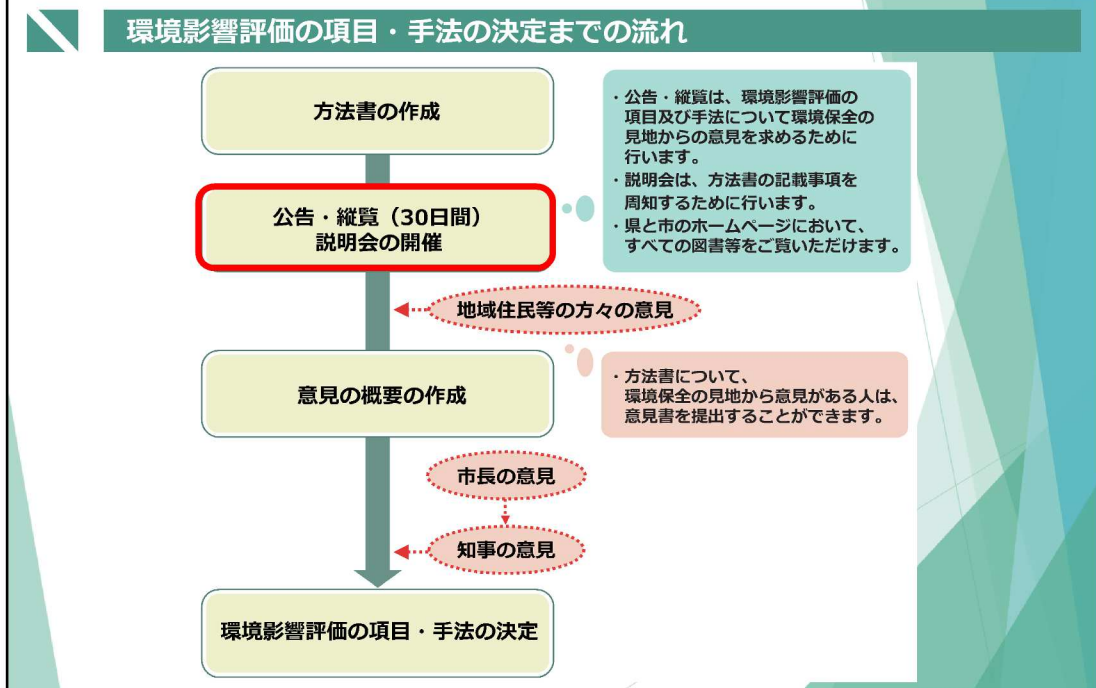 環境影響評価の項目・手法の決定までの流れ
方法書の作成
・公告・縦覧は、環境影響評価の
項目及び手法について環境保全の
見地からの意見を求めるために
行います。
・説明会は、方法書の記載事項を
周知するために行います。
・県と市のホームページにおいて、
すべての図書等をご覧いただけます。
公告・縦覧（30日間）
説明会の開催
地域住民等の方々の意見
意見の概要の作成
・方法書について、
環境保全の見地から意見がある人は、
意見書を提出することができます。
市長の意見
知事の意見
環境影響評価の項目・手法の決定